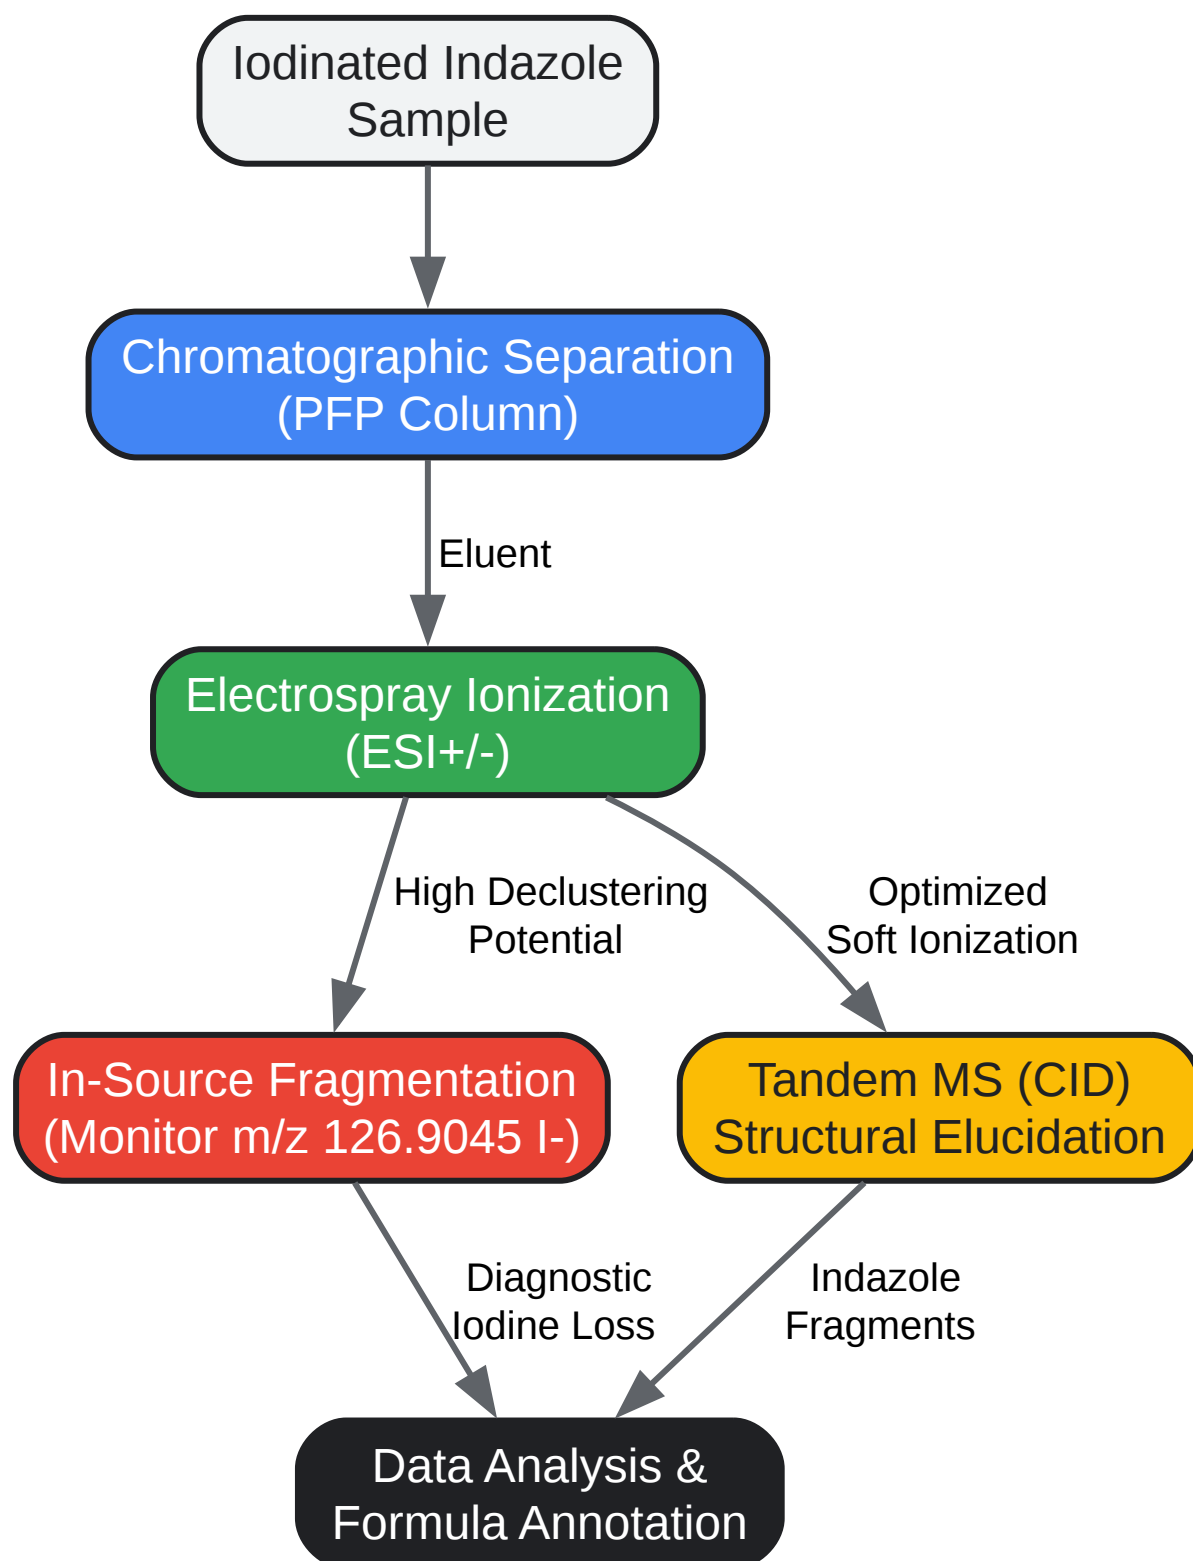 Iodinated Indazole
Sample
Chromatographic Separation
(PFP Column)
Eluent
Electrospray Ionization
(ESI+/-)
High Declustering
Potential
Optimized
Soft Ionization
In-Source Fragmentation
(Monitor m/z 126.9045 I-)
Tandem MS (CID)
Structural Elucidation
Diagnostic
Iodine Loss
Indazole
Fragments
Data Analysis &
Formula Annotation